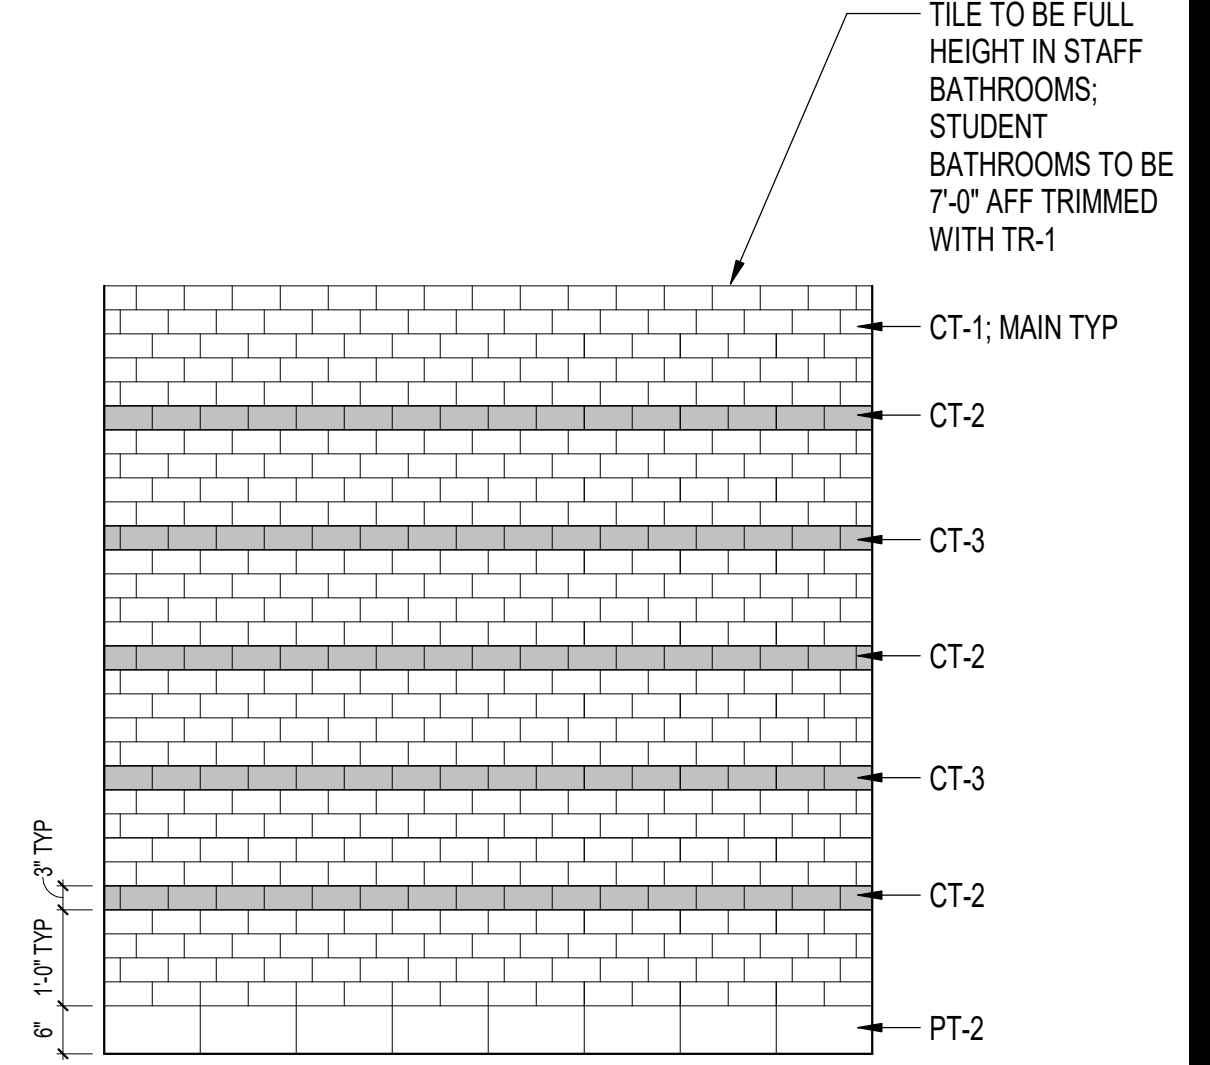 TILE TO BE FULL
HEIGHT IN STAFF
BATHROOMS;
STUDENT
BATHROOMS TO BE
7'-0" AFF TRIMMED
WITH TR-1
CT-1; MAIN TYP
CT-2
CT-3
CT-2
CT-3
CT-2
PT-2
3" TYP
1'-0" TYP
6"